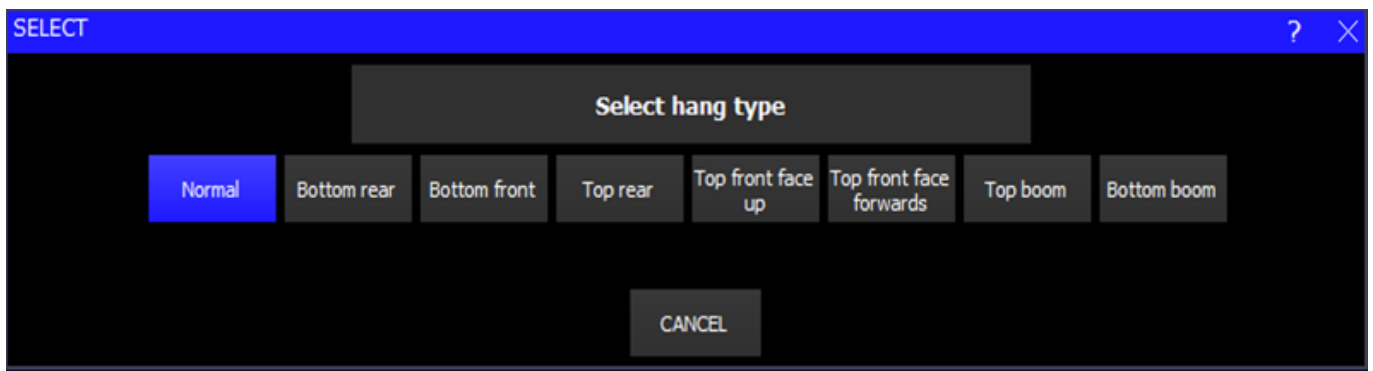 SELECT ?
Select hang type
Normal Bottom rear Bottom front Top rear Top front face up Top front face forwards Top boom Bottom boom
CANCEL